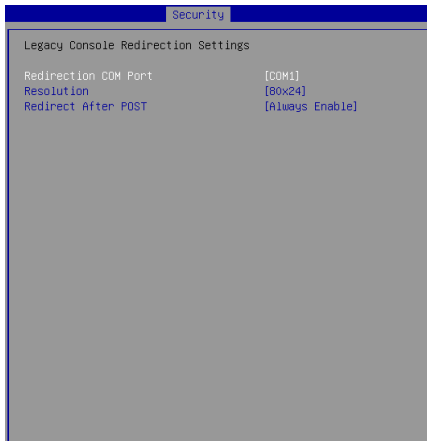 Security
Legacy Console Redirection Settings
Redirection COM Port [COM1]
Resolution [80x24]
Redirect After POST [Always Enable]